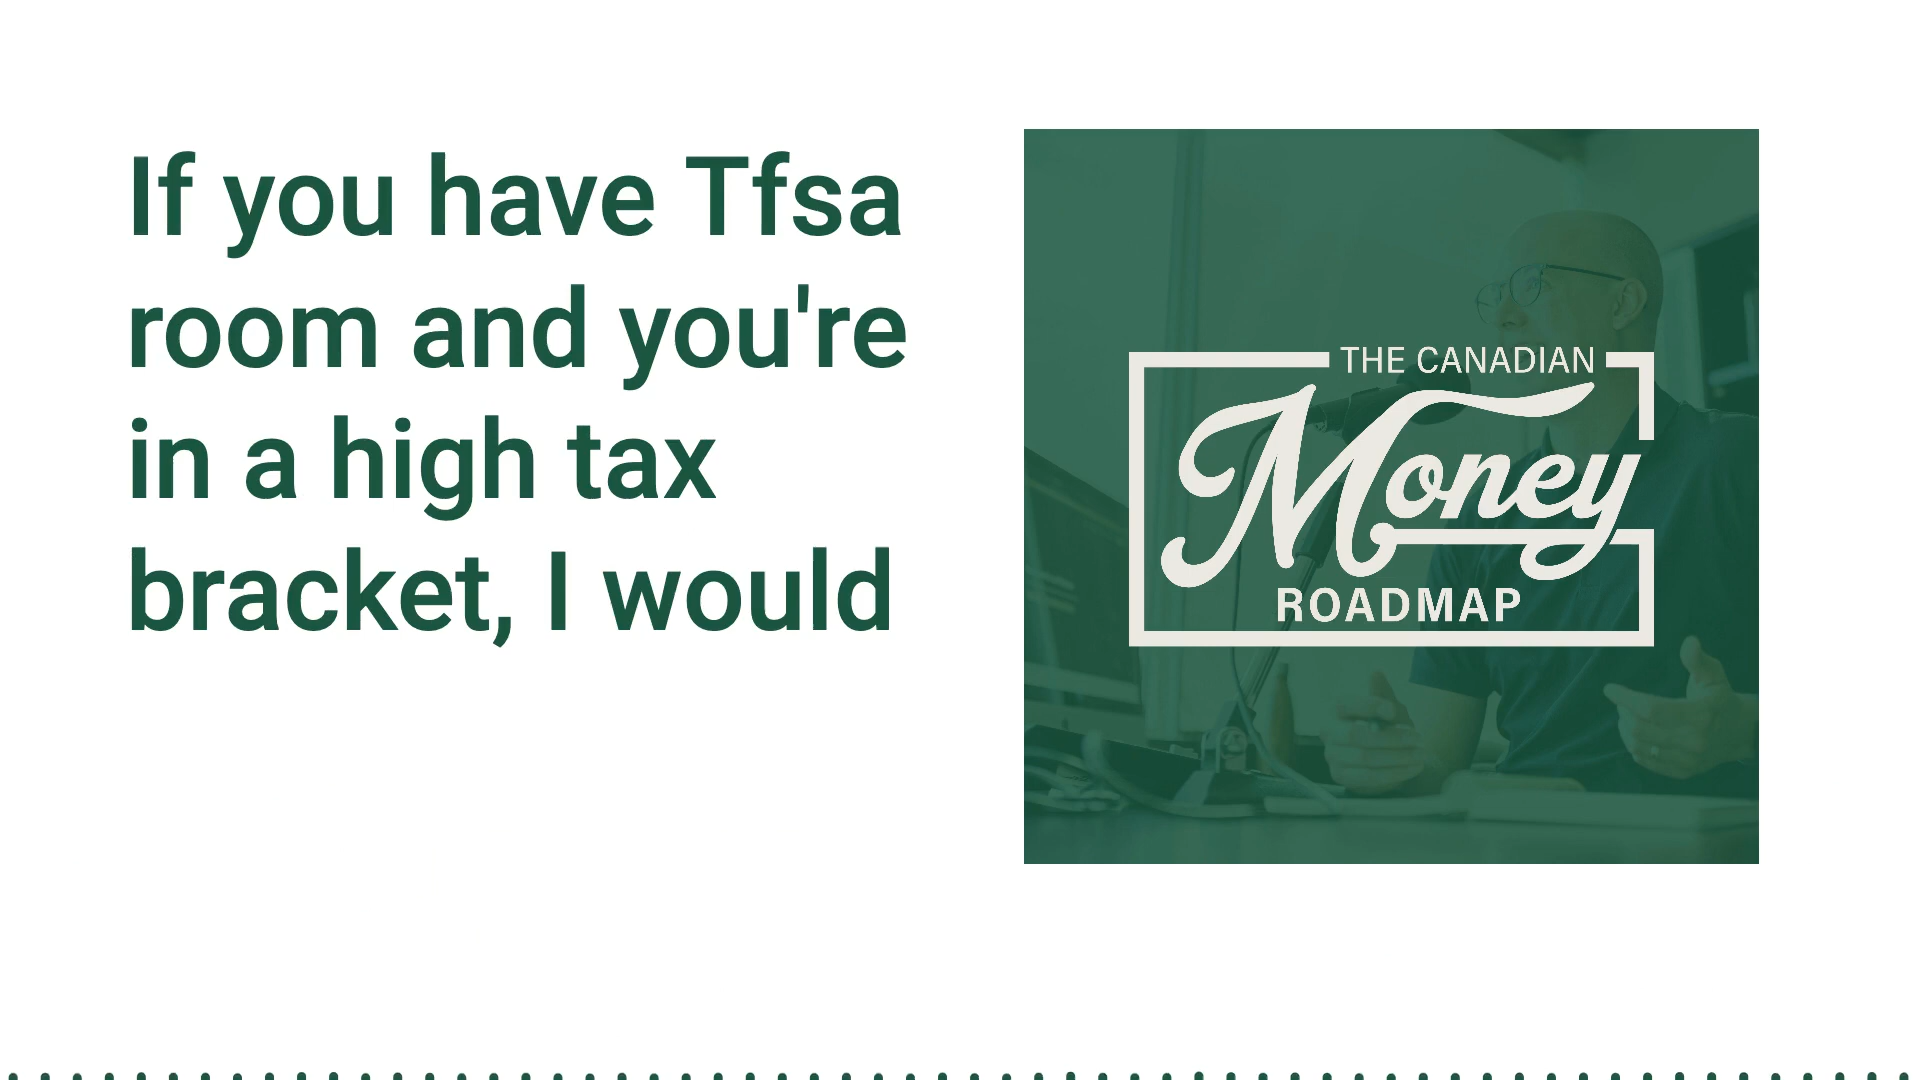 If you have Tfsa
room and you're
in a high tax
bracket, I would
THE CANADIAN
Money
ROADMAP